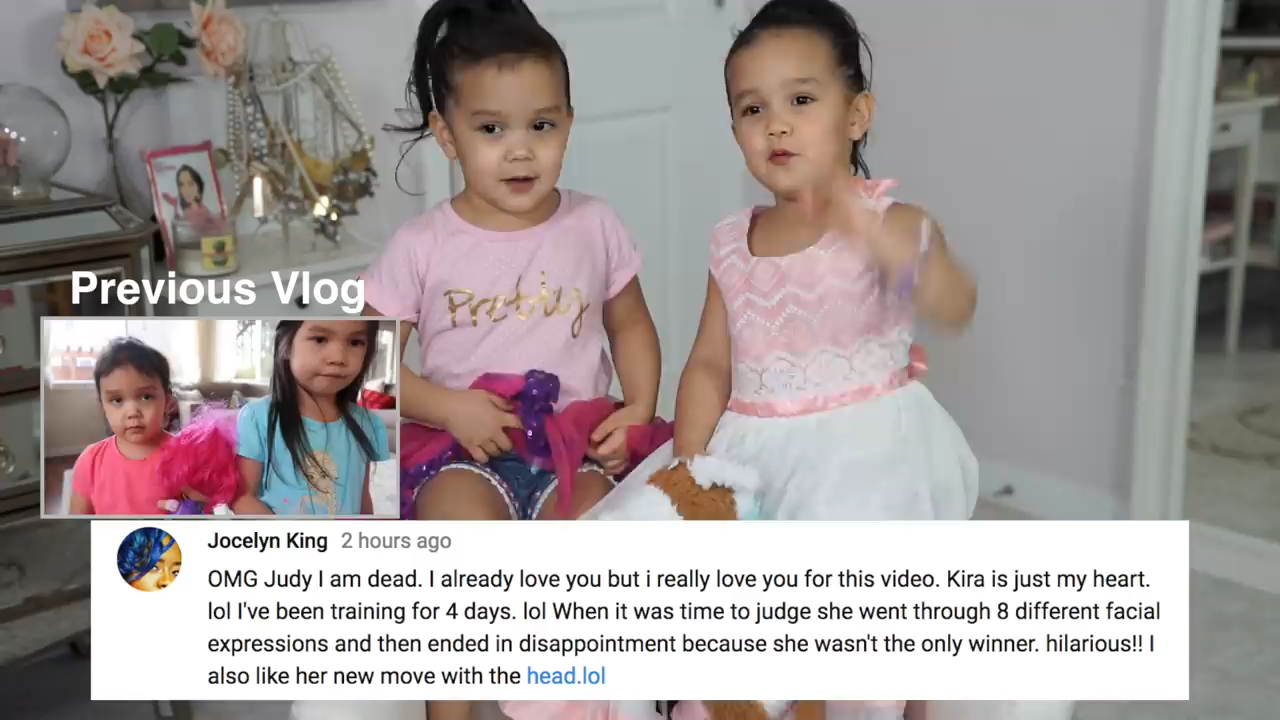 Pretty
Previous Vlog
Jocelyn King 2 hours ago
OMG Judy I am dead. I already love you but i really love you for this video. Kira is just my heart.
lol I've been training for 4 days. lol When it was time to judge she went through 8 different facial
expressions and then ended in disappointment because she wasn't the only winner. hilarious!! I
also like her new move with the head.lol